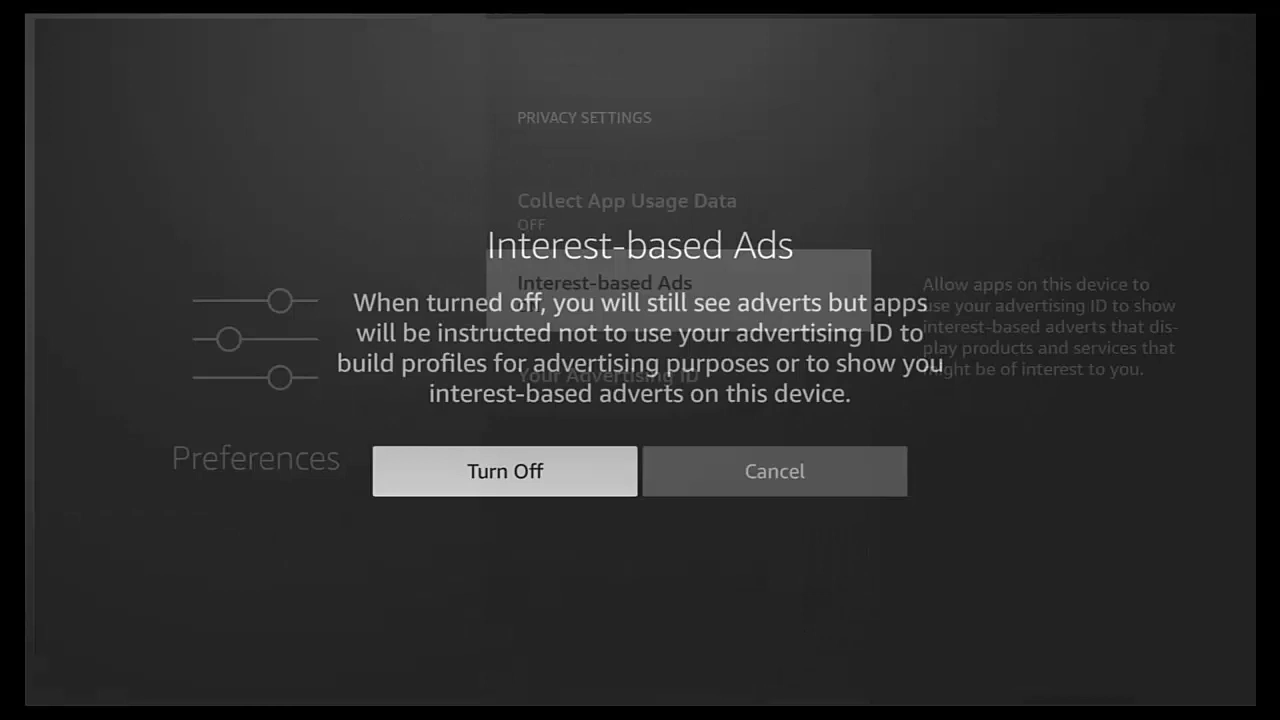 PRIVACY SETTINGS
Collect App Usage Data
OFF
Interest-based Ads
Interest-based Ads
When turned off, you will still see adverts but apps
will be instructed not to use your advertising ID to
build profiles for advertising purposes or to show you
interest-based adverts on this device.
Your Advertising ID
Allow apps on this device to
use your advertising ID to show
interest-based adverts that dis-
play products and services that
might be of interest to you.
Preferences
Turn Off
Cancel